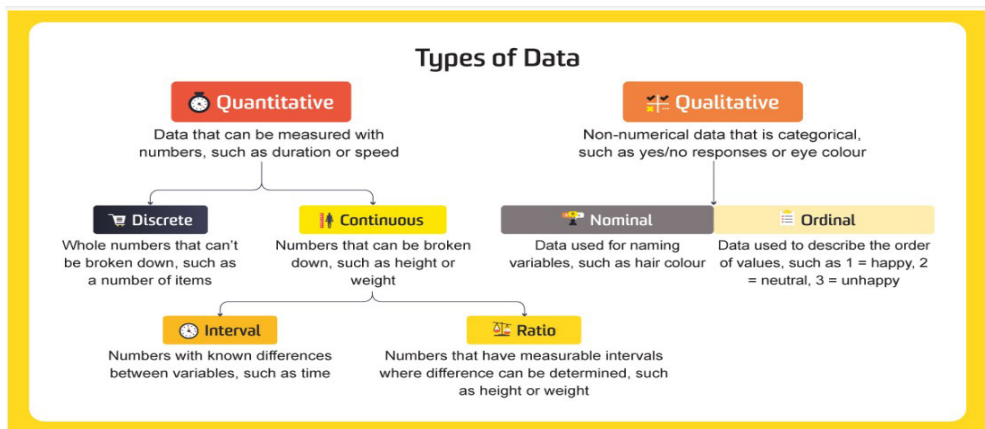 Types of Data
Quantitative
Data that can be measured with
numbers, such as duration or speed
Qualitative
Non-numerical data that is categorical,
such as yes/no responses or eye colour
Discrete
Whole numbers that can't
be broken down, such as
a number of items
Continuous
Numbers that can be broken
down, such as height or
weight
Nominal
Data used for naming
variables, such as hair colour
Ordinal
Data used to describe the order
of values, such as 1 = happy, 2
= neutral, 3 = unhappy
Interval
Numbers with known differences
between variables, such as time
Ratio
Numbers that have measurable intervals
where difference can be determined, such
as height or weight